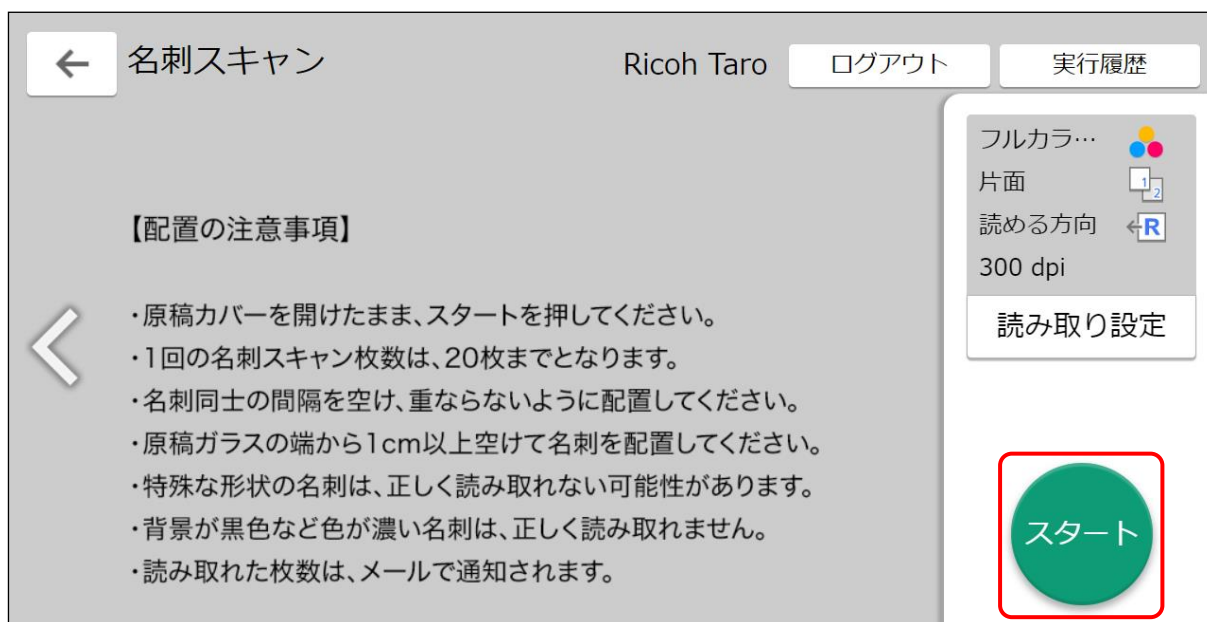 名刺スキャン
Ricoh Taro
ログアウト
実行履歴
【配置の注意事項】
・原稿カバーを開けたまま、スタートを押してください。
・1回の名刺スキャン枚数は、20枚までとなります。
・名刺同士の間隔を空け、重ならないように配置してください。
・原稿ガラスの端から1cm以上空けて名刺を配置してください。
・特殊な形状の名刺は、正しく読み取れない可能性があります。
・背景が黒色など色が濃い名刺は、正しく読み取れません。
・読み取れた枚数は、メールで通知されます。
フルカラ…
片面
1
2
読める方向
R
300 dpi
読み取り設定
スタート